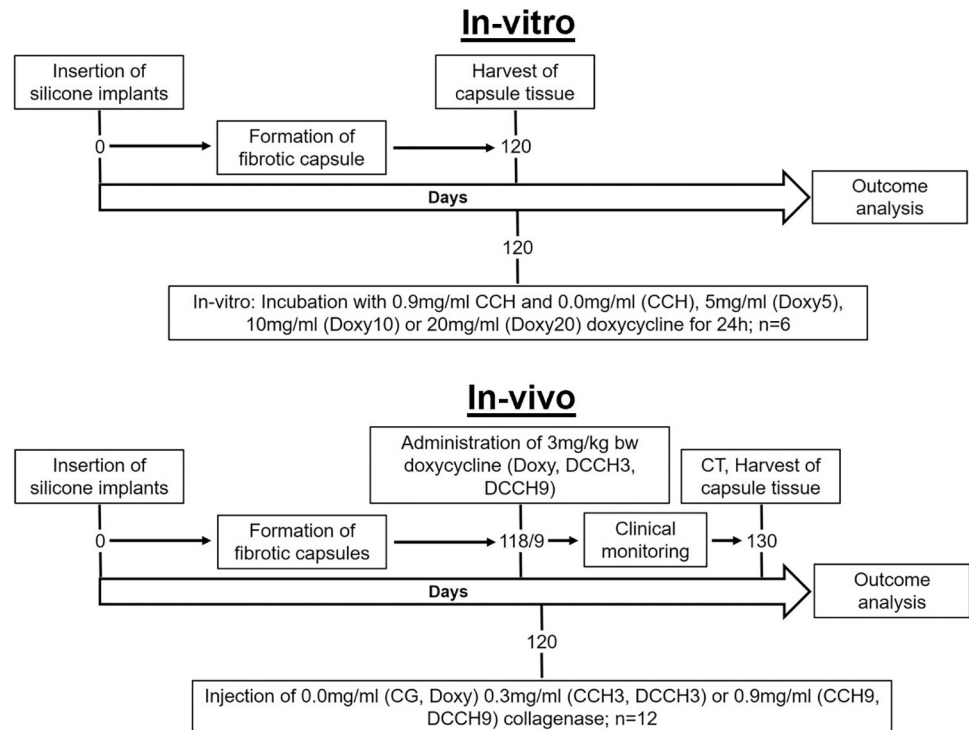 In-vitro
Insertion of
silicone implants
Harvest of
capsule tissue
0
Formation of
fibrotic capsule
120
Days
Outcome
analysis
120
In-vitro: Incubation with 0.9mg/ml CCH and 0.0mg/ml (CCH), 5mg/ml (Doxy5),
10mg/ml (Doxy10) or 20mg/ml (Doxy20) doxycycline for 24h; n=6
In-vivo
Insertion of
silicone implants
Administration of 3mg/kg bw
doxycycline (Doxy, DCCH3,
DCCH9)
CT, Harvest of
capsule tissue
0
Formation of
fibrotic capsules
118/9
Clinical
monitoring
130
Days
Outcome
analysis
120
Injection of 0.0mg/ml (CG, Doxy) 0.3mg/ml (CCH3, DCCH3) or 0.9mg/ml (CCH9,
DCCH9) collagenase; n=12